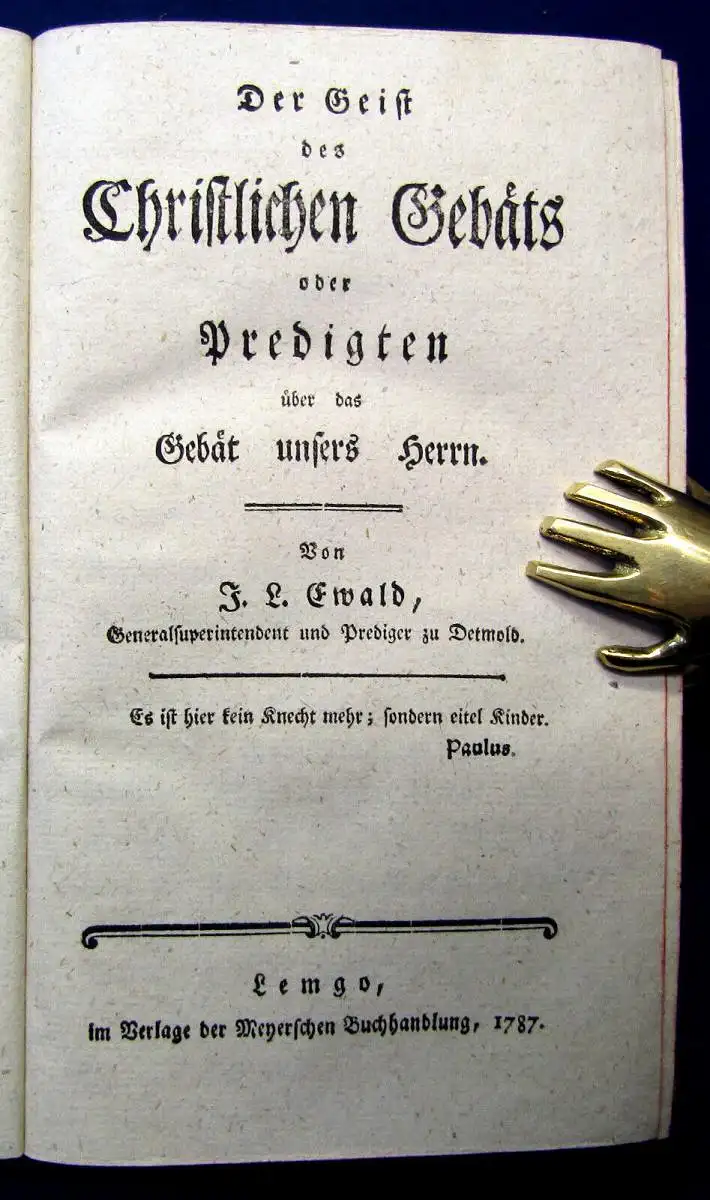 Der Geiſt
des
Chriſtlichen Gebäts
oder
Predigten
über das
Gebät unſers Herrn.
Von
J. L. Ewald,
Generalſuperintendent und Prediger zu Detmold.
Es iſt hier kein Knecht mehr; ſondern eitel Kinder.
Paulus.
Lemgo,
im Verlage der Meyerſchen Buchhandlung, 1787.